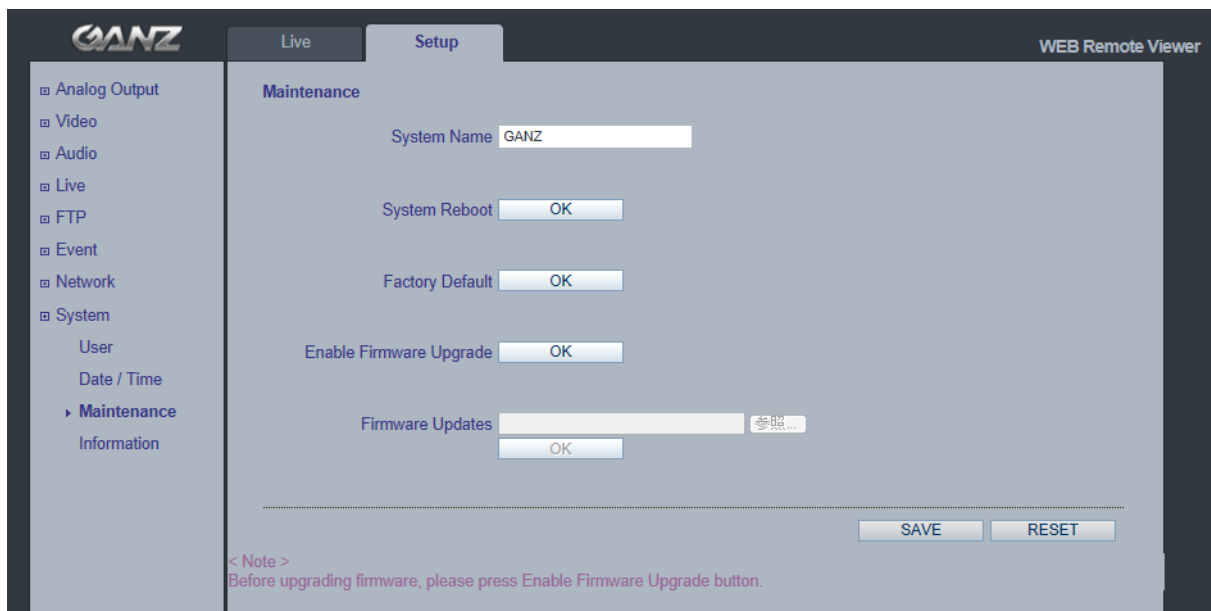 GANZ
Live
Setup
WEB Remote Viewer
Analog Output
Video
Audio
Live
FTP
Event
Network
System
User
Date / Time
Maintenance
Information
Maintenance
System Name GANZ
System Reboot OK
Factory Default OK
Enable Firmware Upgrade OK
Firmware Updates 参照...
OK
SAVE RESET
< Note >
Before upgrading firmware, please press Enable Firmware Upgrade button.